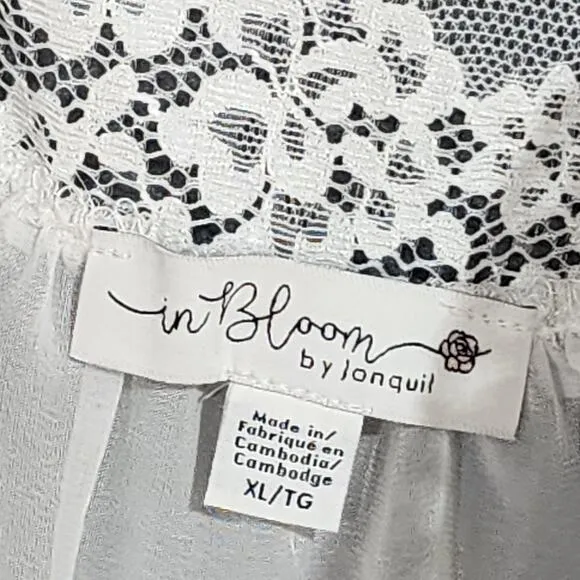 in Bloom
by Jonquil
Made in/
Fabriqué en
Cambodia/
Cambodge
XL/TG